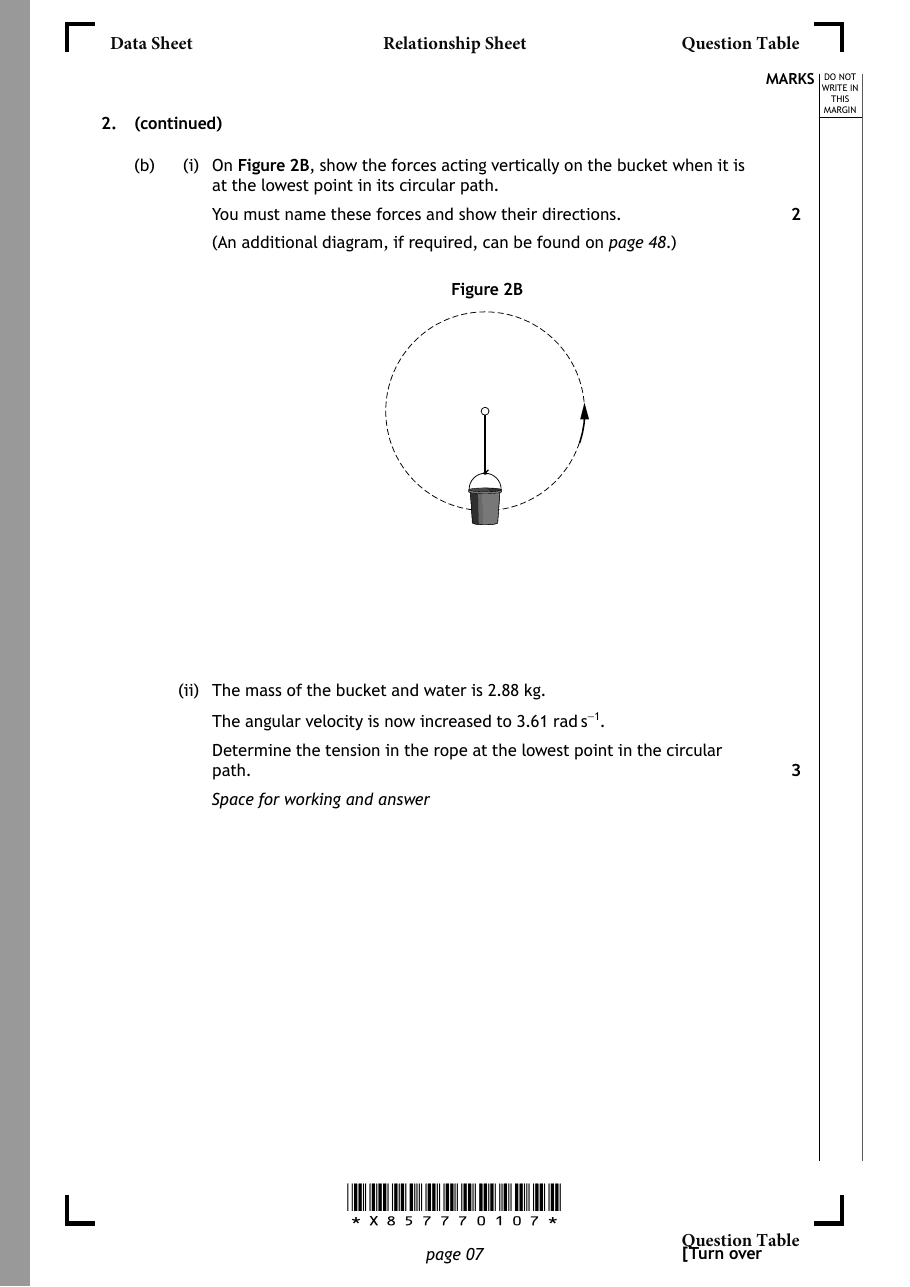 Data Sheet Relationship Sheet Question Table
MARKS
DO NOT
WRITE IN
THIS
MARGIN
2. (continued)
(b) (i) On Figure 2B, show the forces acting vertically on the bucket when it is
at the lowest point in its circular path.
You must name these forces and show their directions. 2
(An additional diagram, if required, can be found on page 48.)
Figure 2B
(ii) The mass of the bucket and water is 2.88 kg.
The angular velocity is now increased to 3.61 rad s⁻¹.
Determine the tension in the rope at the lowest point in the circular
path. 3
Space for working and answer
* X 8 5 7 7 7 0 1 0 7 *
Question Table
page 07 [Turn over